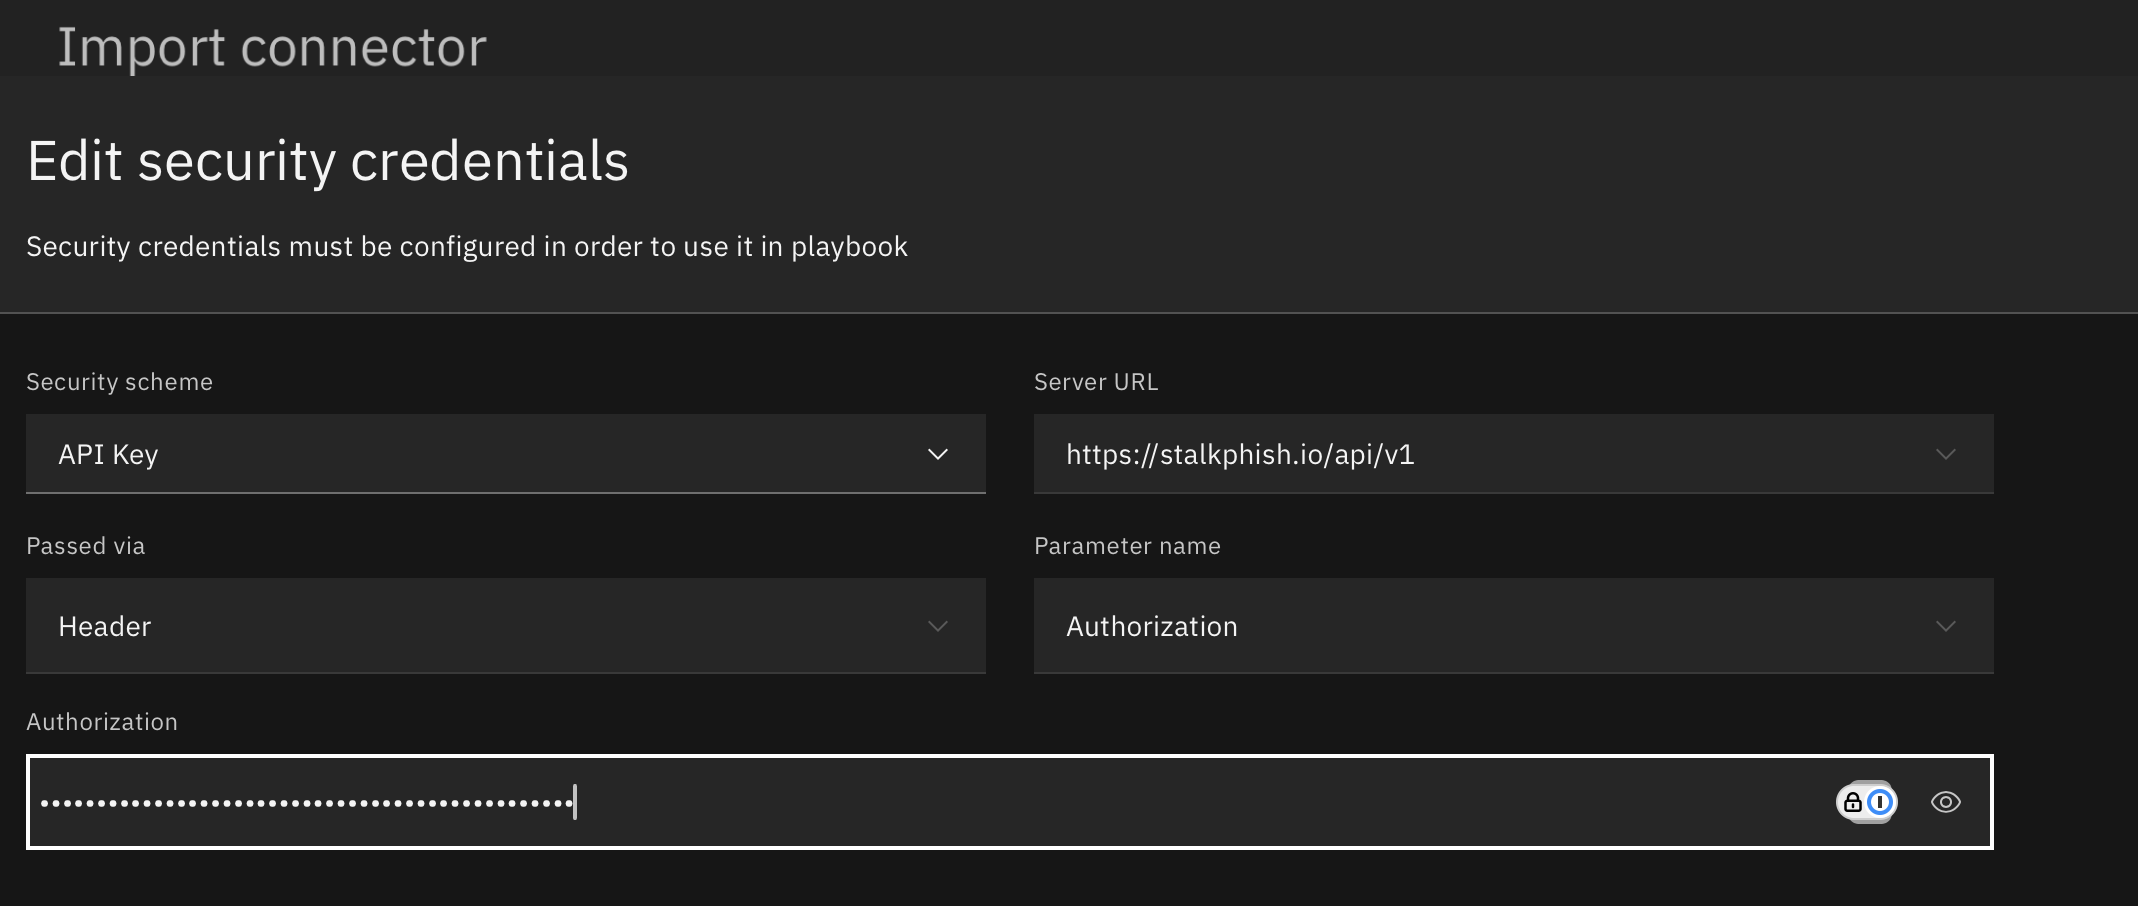 Import connector
Edit security credentials
Security credentials must be configured in order to use it in playbook
Security scheme
Server URL
API Key
https://stalkphish.io/api/v1
Passed via
Parameter name
Header
Authorization
Authorization